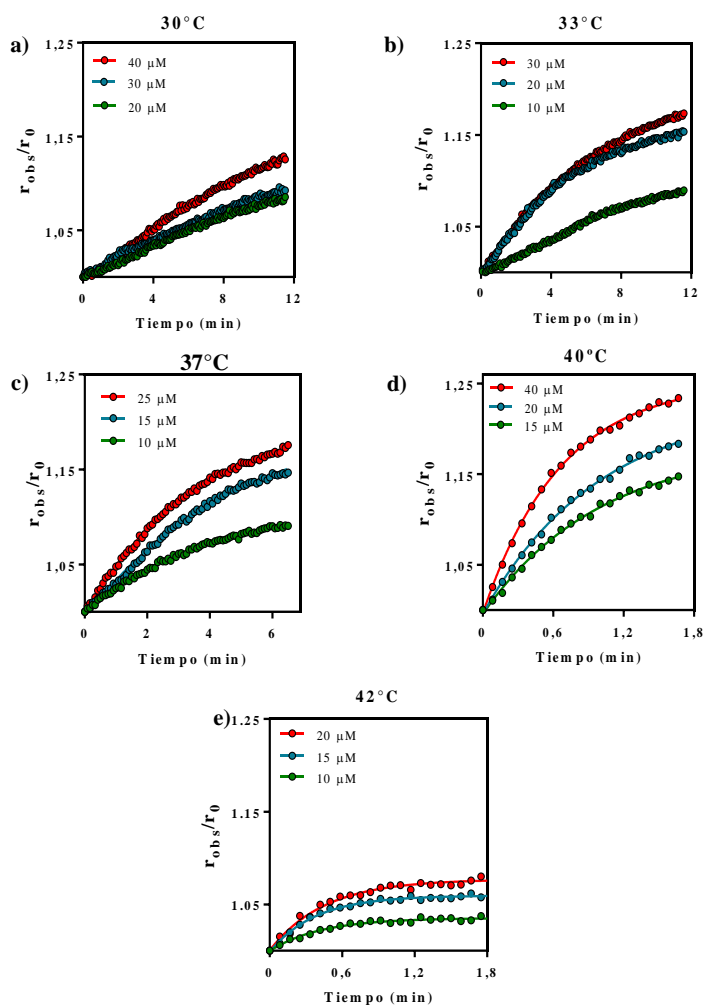 30°C
a)
1,25
40 µM
30 µM
20 µM
1,15
r_obs/r_0
1,05
0
4
8
12
Tiempo (min)
33°C
b)
1,25
30 µM
20 µM
10 µM
1,15
r_obs/r_0
1,05
0
4
8
12
Tiempo (min)
37°C
c)
1,25
25 µM
15 µM
10 µM
1,15
r_obs/r_0
1,05
0
2
4
6
Tiempo (min)
40ºC
d)
1,25
40 µM
20 µM
15 µM
1,15
r_obs/r_0
1,05
0
0,6
1,2
1,8
Tiempo (min)
42°C
e)
1.25
20 µM
15 µM
10 µM
1.15
r_obs/r_0
1.05
0
0,6
1,2
1,8
Tiempo (min)